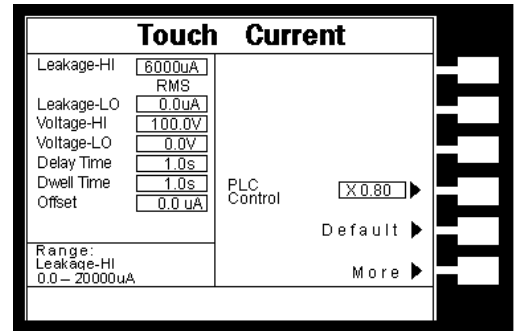 Touch Current
Leakage-HI 6000uA
RMS
Leakage-LO 0.0uA
Voltage-HI 100.0V
Voltage-LO 0.0V
Delay Time 1.0s
Dwell Time 1.0s
Offset 0.0 uA
PLC
Control X 0.80
Default
More
Range:
Leakage-HI
0.0 – 20000uA